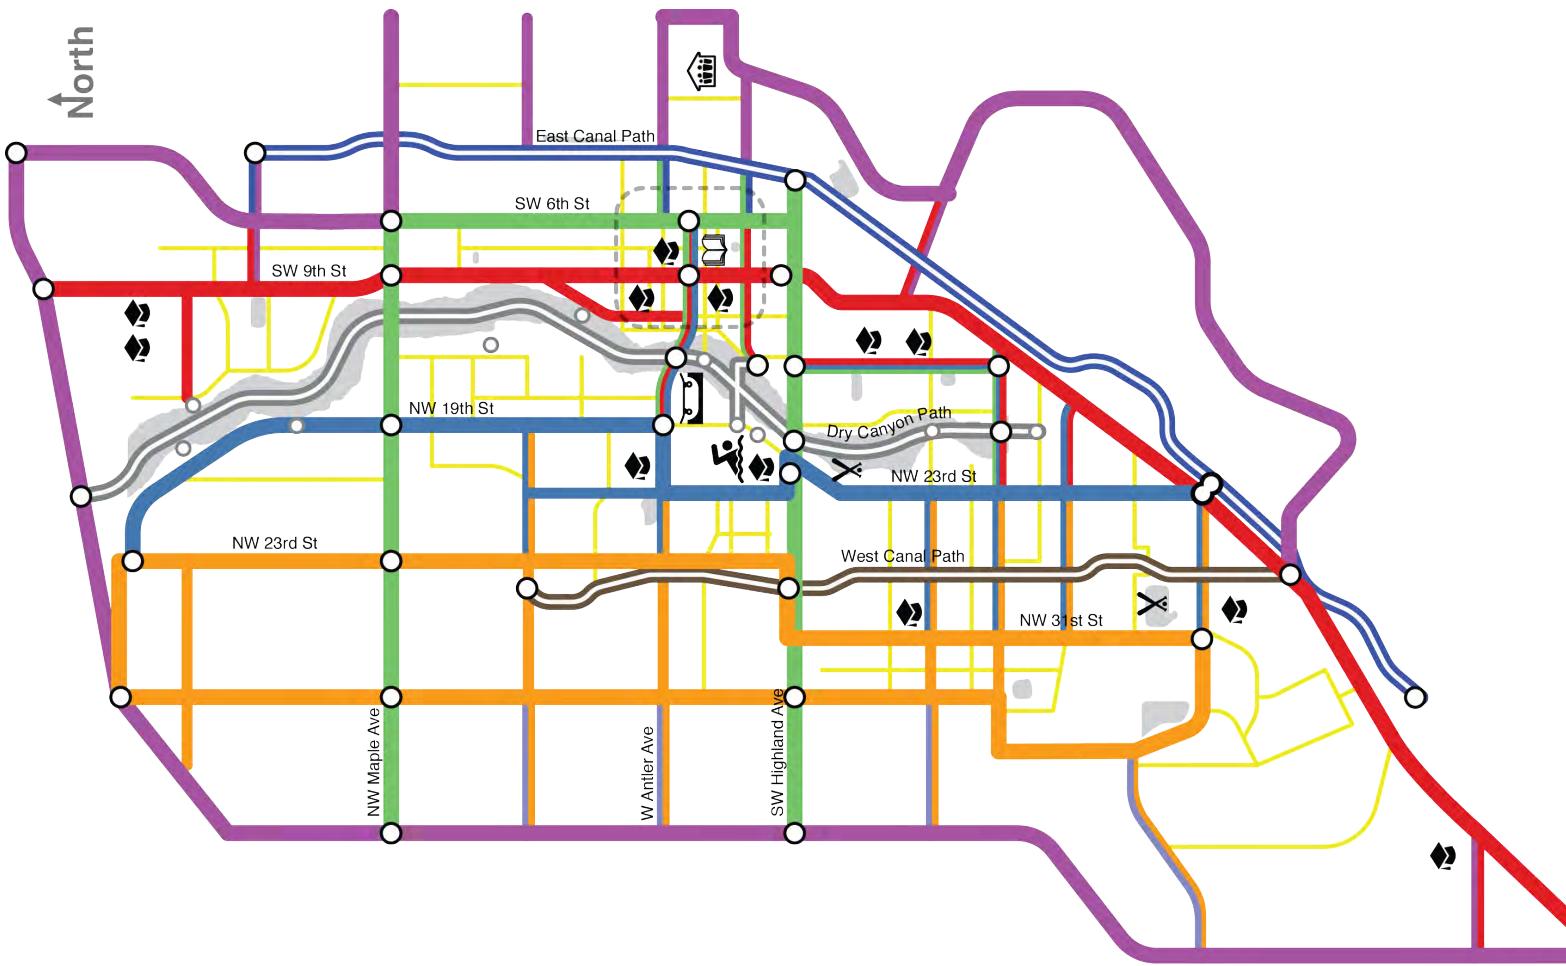 North
East Canal Path
SW 6th St
SW 9th St
NW 19th St
Dry Canyon Path
NW 23rd St
NW 23rd St
West Canal Path
NW 31st St
NW Maple Ave
W Antler Ave
SW Highland Ave